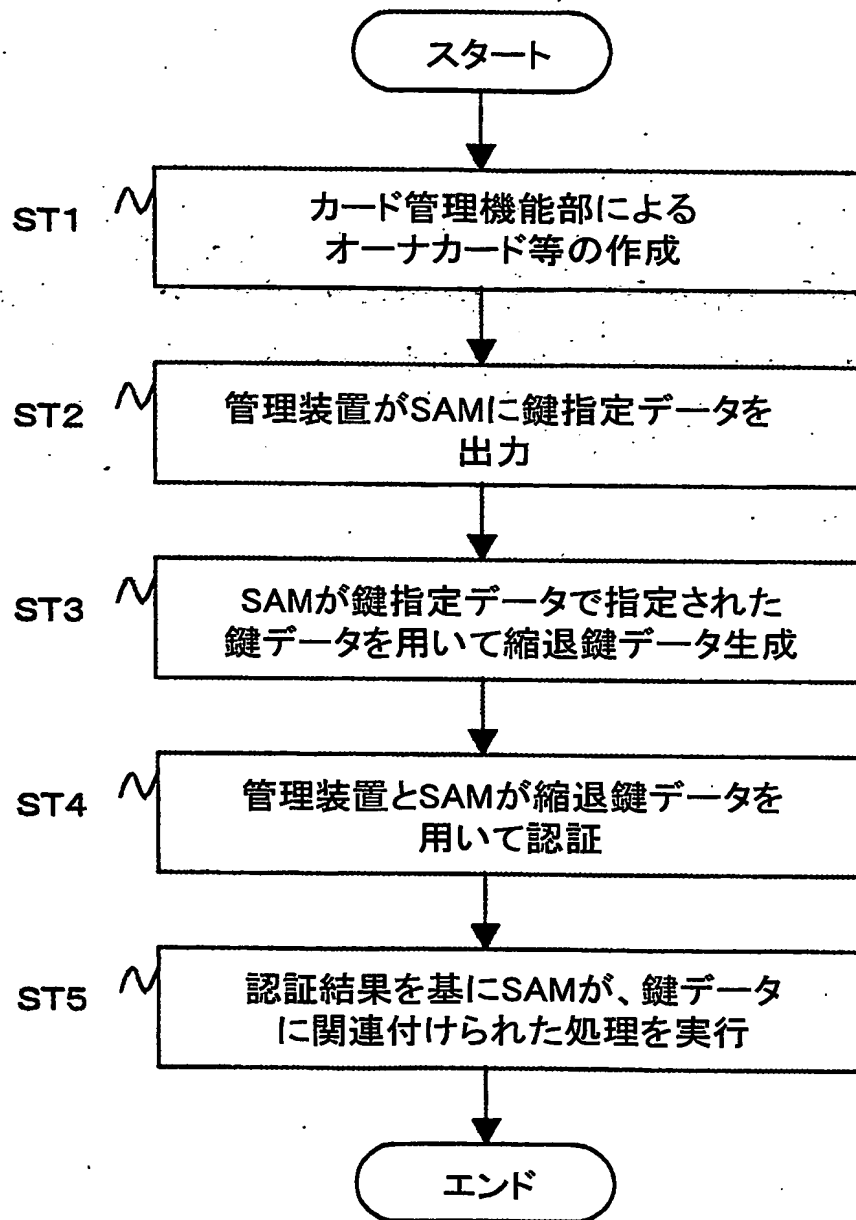 スタート
ST1
カード管理機能部による
オーナカード等の作成
ST2
管理装置がSAMに鍵指定データを
出力
ST3
SAMが鍵指定データで指定された
鍵データを用いて縮退鍵データ生成
ST4
管理装置とSAMが縮退鍵データを
用いて認証
ST5
認証結果を基にSAMが、鍵データ
に関連付けられた処理を実行
エンド